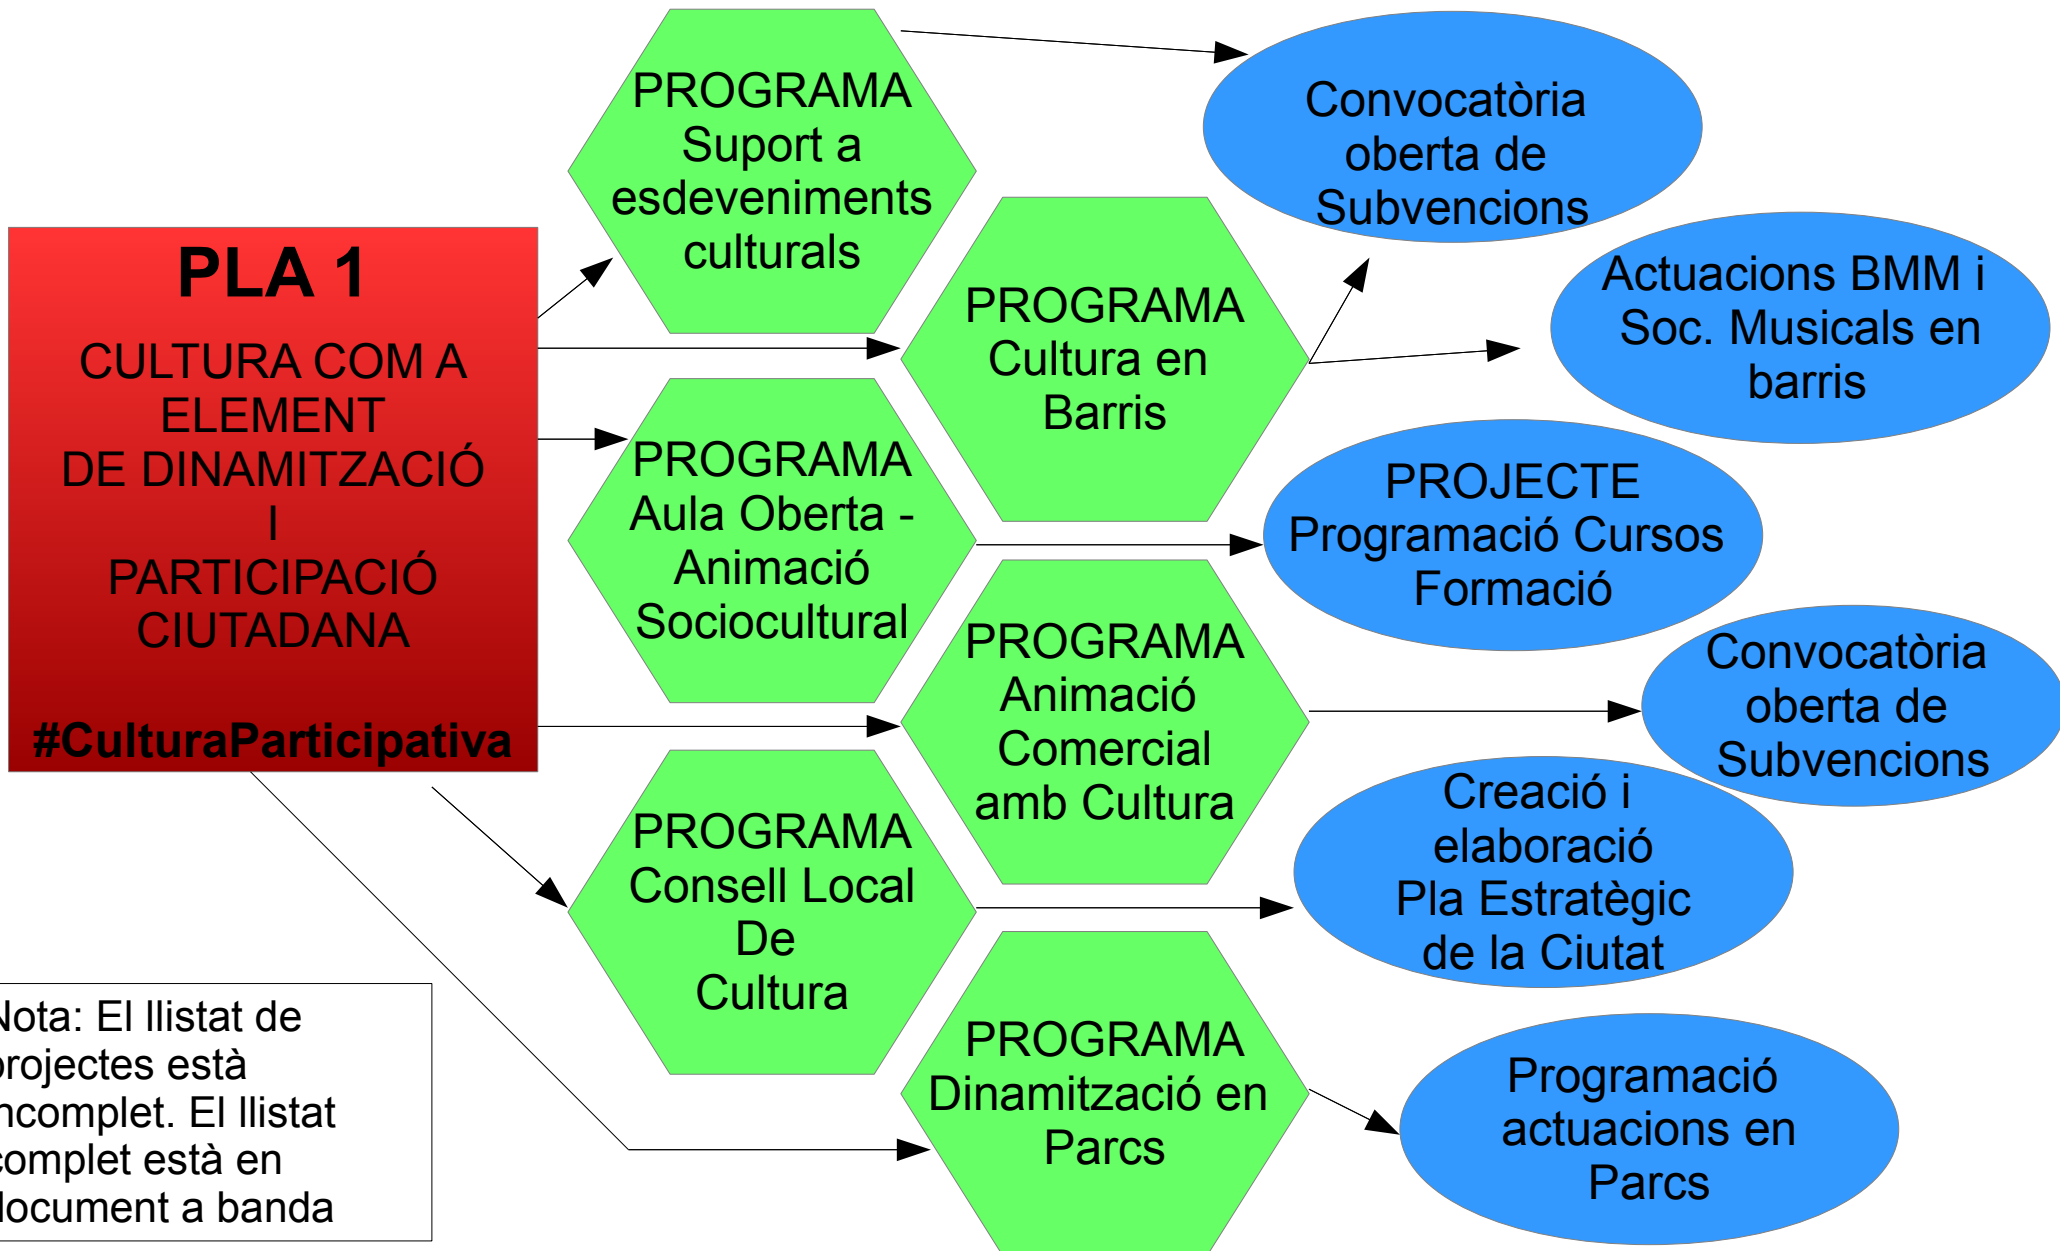 PLA 1
CULTURA COM A
ELEMENT
DE DINAMITZACIÓ
I
PARTICIPACIÓ
CIUTADANA
#CulturaParticipativa
PROGRAMA
Suport a
esdeveniments
culturals
PROGRAMA
Cultura en
Barris
PROGRAMA
Aula Oberta -
Animació
Sociocultural
PROGRAMA
Animació
Comercial
amb Cultura
PROGRAMA
Consell Local
De
Cultura
PROGRAMA
Dinamització en
Parcs
Convocatòria
oberta de
Subvencions
Actuacions BMM i
Soc. Musicals en
barris
PROJECTE
Programació Cursos
Formació
Convocatòria
oberta de
Subvencions
Creació i
elaboració
Pla Estratègic
de la Ciutat
Programació
actuacions en
Parcs
Nota: El llistat de
projectes està
incomplet. El llistat
complet està en
document a banda